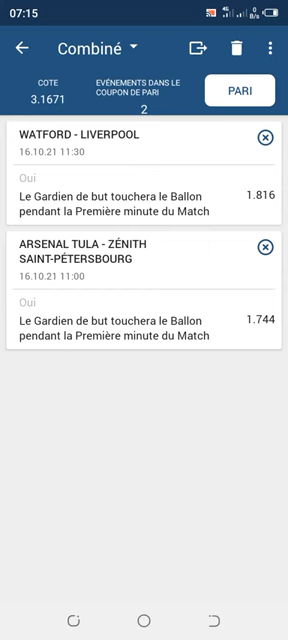 07:15
4G
0
B/s
Combiné
COTE
3.1671
EVÉNEMENTS DANS LE
COUPON DE PARI
2
PARI
WATFORD - LIVERPOOL
16.10.21 11:30
Oui
Le Gardien de but touchera le Ballon
pendant la Première minute du Match
1.816
ARSENAL TULA - ZÉNITH
SAINT-PÉTERSBOURG
16.10.21 11:00
Oui
Le Gardien de but touchera le Ballon
pendant la Première minute du Match
1.744